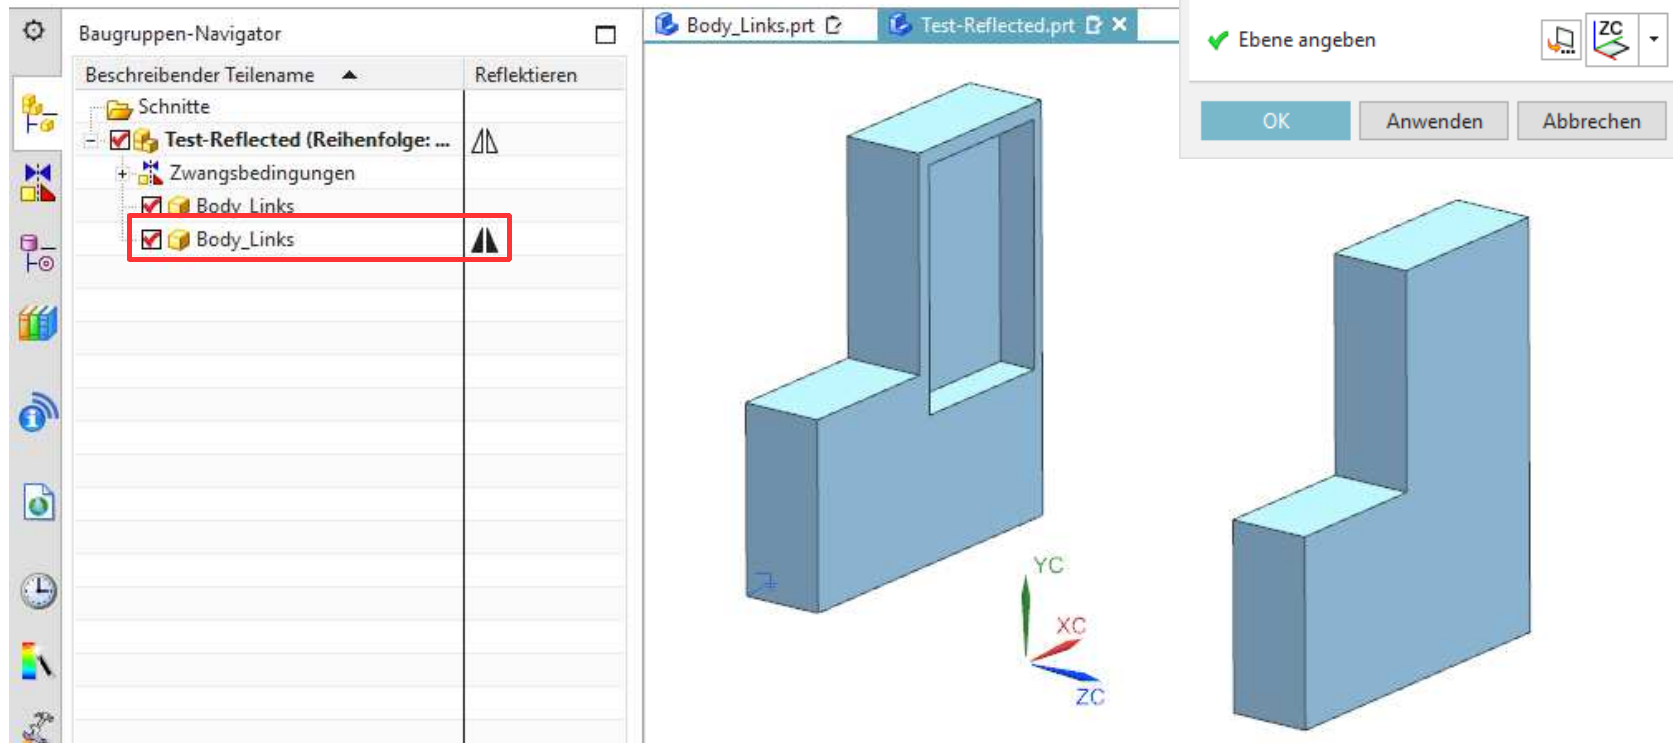 Baugruppen-Navigator
Body_Links.prt
Test-Reflected.prt
Ebene angeben
ZC
OK
Anwenden
Abbrechen
Beschreibender Teilename
Reflektieren
Schnitte
Test-Reflected (Reihenfolge: ...
Zwangsbedingungen
Body_Links
Body_Links
YC
XC
ZC